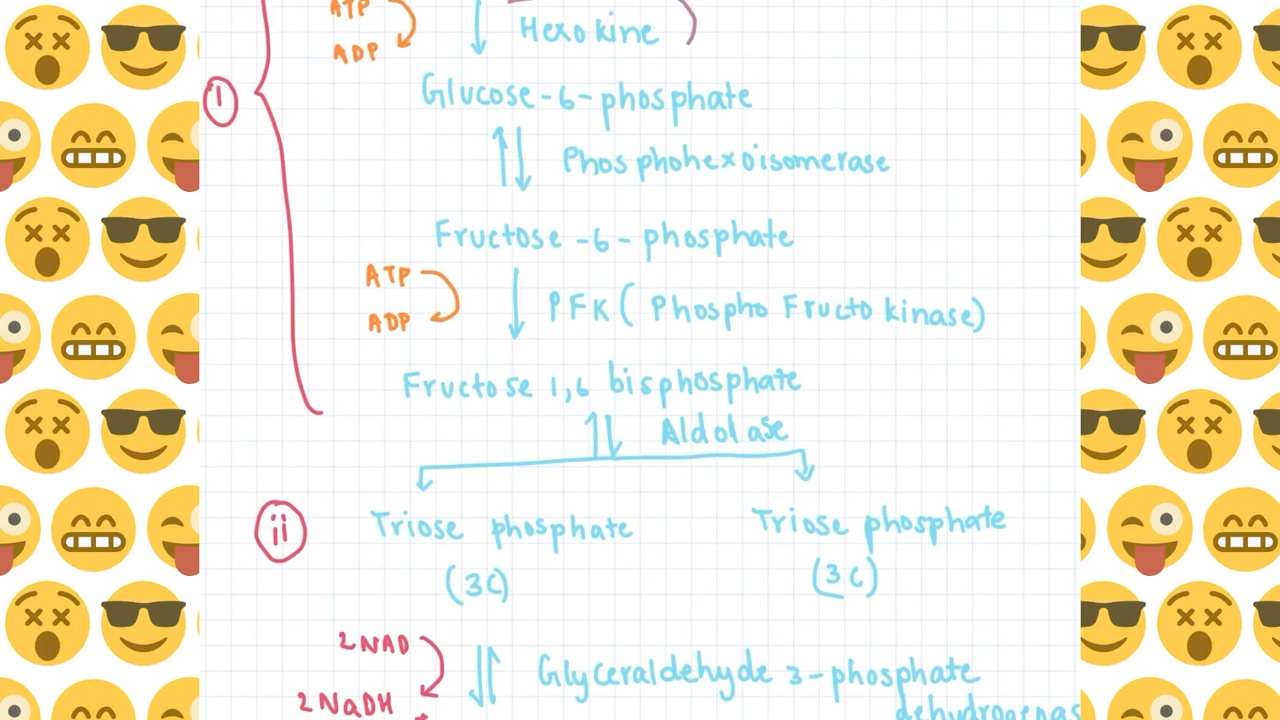 ATP
ADP
Hexokine
i
Glucose-6-phosphate
Phosphohexoisomerase
Fructose-6-phosphate
ATP
ADP
PFK (Phospho Fructo kinase)
Fructose 1,6 bisphosphate
Aldolase
ii
Triose phosphate
Triose phosphate
(3C)
(3C)
2NAD
2NaDH
Glyceraldehyde 3-phosphate
dehydrogenas